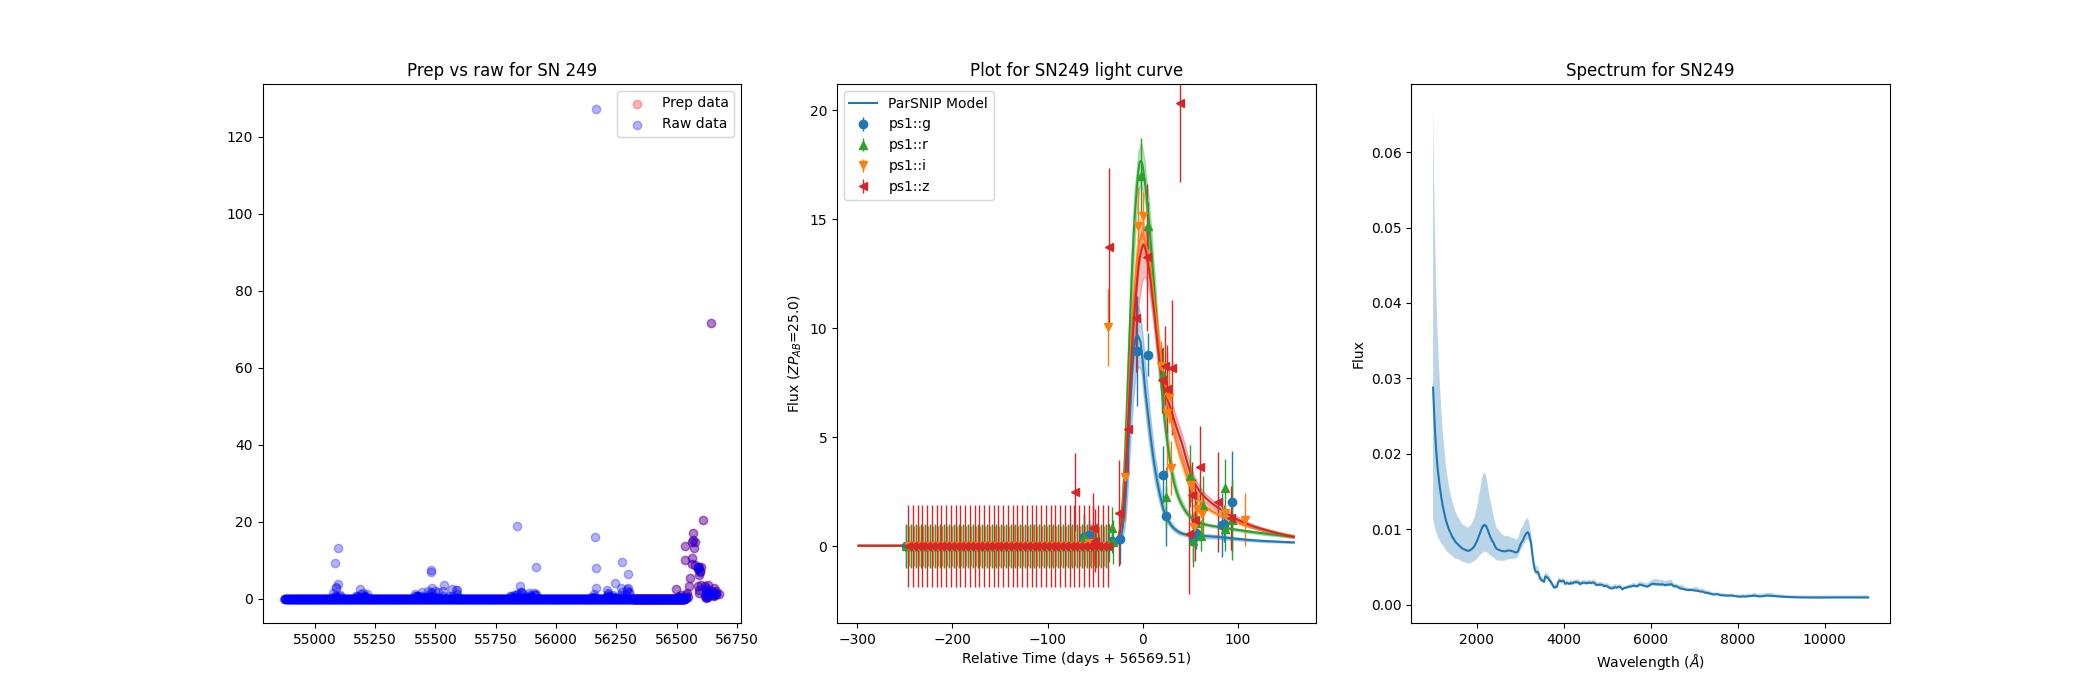 Prep vs raw for SN 249
Prep data
Raw data
120
100
80
60
40
20
0
55000 55250 55500 55750 56000 56250 56500 56750
Plot for SN249 light curve
ParSNIP Model
ps1::g
ps1::r
ps1::i
ps1::z
Flux (ZP_AB=25.0)
20
15
10
5
0
−300 −200 −100 0 100
Relative Time (days + 56569.51)
Spectrum for SN249
Flux
0.06
0.05
0.04
0.03
0.02
0.01
0.00
2000 4000 6000 8000 10000
Wavelength (Å)